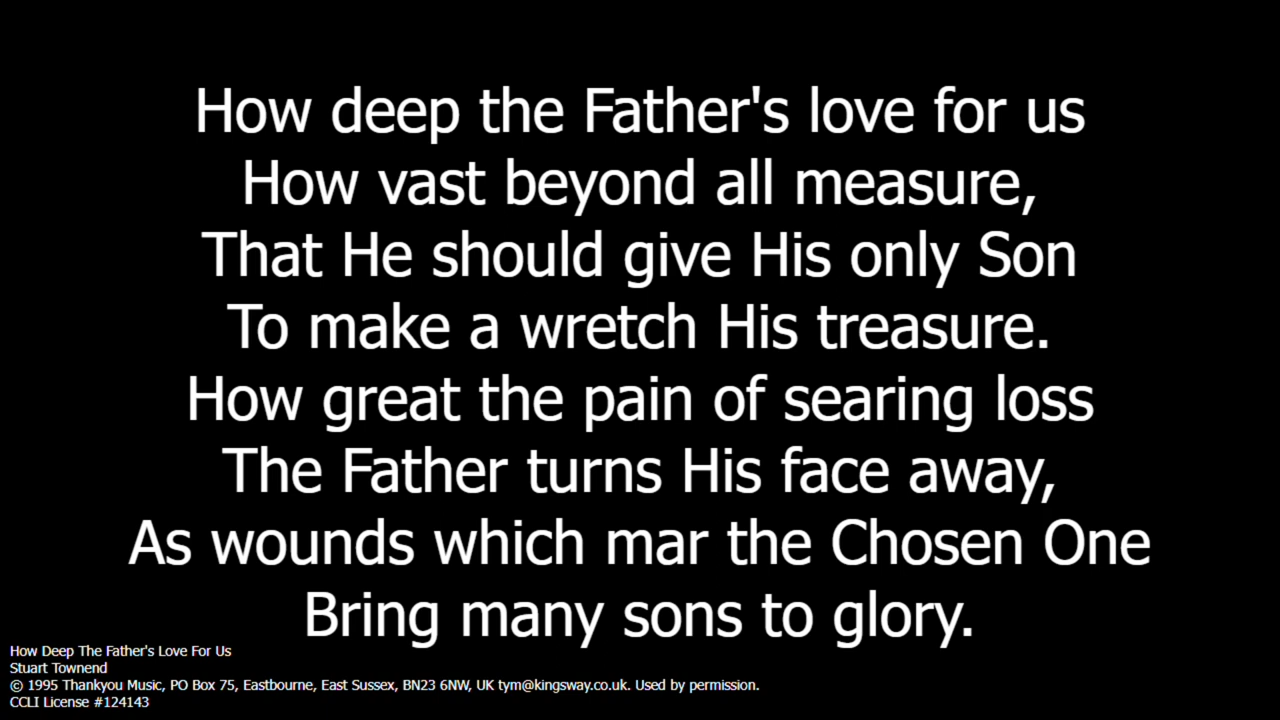 How deep the Father's love for us
How vast beyond all measure,
That He should give His only Son
To make a wretch His treasure.
How great the pain of searing loss
The Father turns His face away,
As wounds which mar the Chosen One
Bring many sons to glory.
How Deep The Father's Love For Us
Stuart Townend
© 1995 Thankyou Music, PO Box 75, Eastbourne, East Sussex, BN23 6NW, UK tym@kingsway.co.uk. Used by permission.
CCLI License #124143